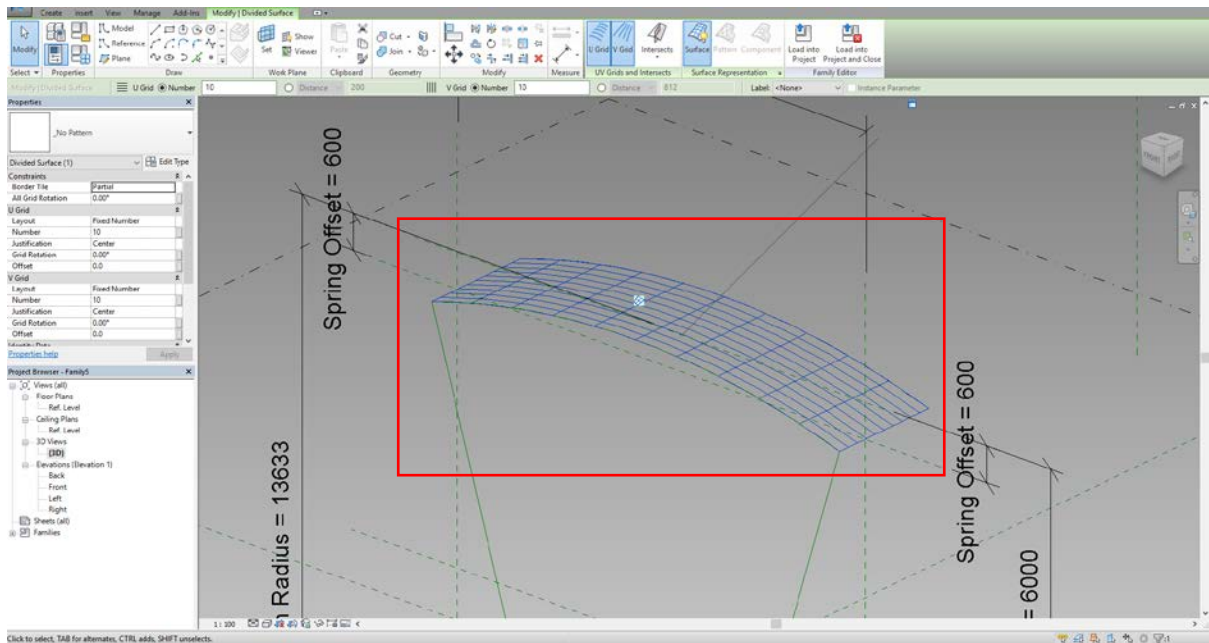 Create Insert View Manage Add-Ins Modify | Divided Surface
Modify
Model
Reference
Plane
Set
Show
Viewer
Paste
Cut
Join
U Grid V Grid Intersects
Surface Pattern Component
Load into Project
Load into Project and Close
Select Properties Draw Work Plane Clipboard Geometry Modify Measure UV Grids and Intersects Surface Representation Family Editor
Modify | Divided Surface U Grid Number 10 Distance 200 V Grid Number 10 Distance 812 Label: <None> Instance Parameter
Properties
_No Pattern
Divided Surface (1) Edit Type
Constraints
Border Tile Partial
All Grid Rotation 0.00°
U Grid
Layout Fixed Number
Number 10
Justification Center
Grid Rotation 0.00°
Offset 0.0
V Grid
Layout Fixed Number
Number 10
Justification Center
Grid Rotation 0.00°
Offset 0.0
Identity Data
Properties help Apply
Project Browser - Family5
Views (all)
Floor Plans
Ref. Level
Ceiling Plans
Ref. Level
3D Views
{3D}
Elevations (Elevation 1)
Back
Front
Left
Right
Sheets (all)
Families
Spring Offset = 600
Radius = 13633
Spring Offset = 600
= 6000
FRONT
1 : 100
Click to select, TAB for alternates, CTRL adds, SHIFT unselects.
:1